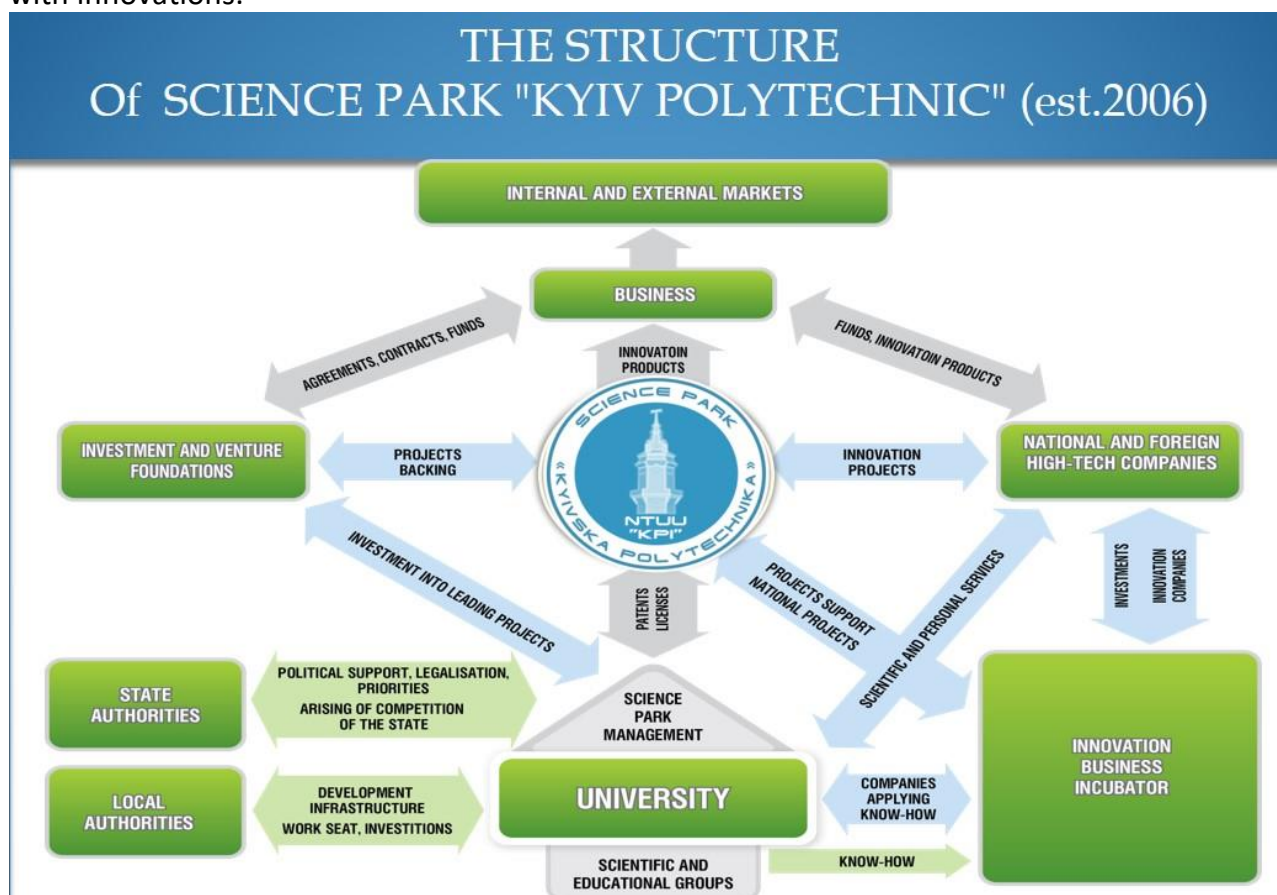 with innovations.
THE STRUCTURE
Of SCIENCE PARK "KYIV POLYTECHNIC" (est.2006)
INTERNAL AND EXTERNAL MARKETS
BUSINESS
AGREEMENTS, CONTRACTS, FUNDS
INNOVATOIN
PRODUCTS
FUNDS, INNOVATOIN PRODUCTS
INVESTMENT AND VENTURE
FOUNDATIONS
PROJECTS
BACKING
SCIENCE PARK
« KYIVSKA POLYTECHNIKA »
NTUU
"KPI"
INNOVATION
PROJECTS
NATIONAL AND FOREIGN
HIGH-TECH COMPANIES
INVESTMENT INTO LEADING PROJECTS
PATENTS
LICENSES
PROJECTS SUPPORT
NATIONAL PROJECTS
SCIENTIFIC AND PERSONAL SERVICES
INVESTMENTS
INNOVATION
COMPANIES
STATE
AUTHORITIES
POLITICAL SUPPORT, LEGALISATION,
PRIORITIES
ARISING OF COMPETITION
OF THE STATE
SCIENCE
PARK
MANAGEMENT
INNOVATION
BUSINESS
INCUBATOR
LOCAL
AUTHORITIES
DEVELOPMENT
INFRASTRUCTURE
WORK SEAT, INVESTITIONS
UNIVERSITY
COMPANIES
APPLYING
KNOW-HOW
SCIENTIFIC AND
EDUCATIONAL GROUPS
KNOW-HOW